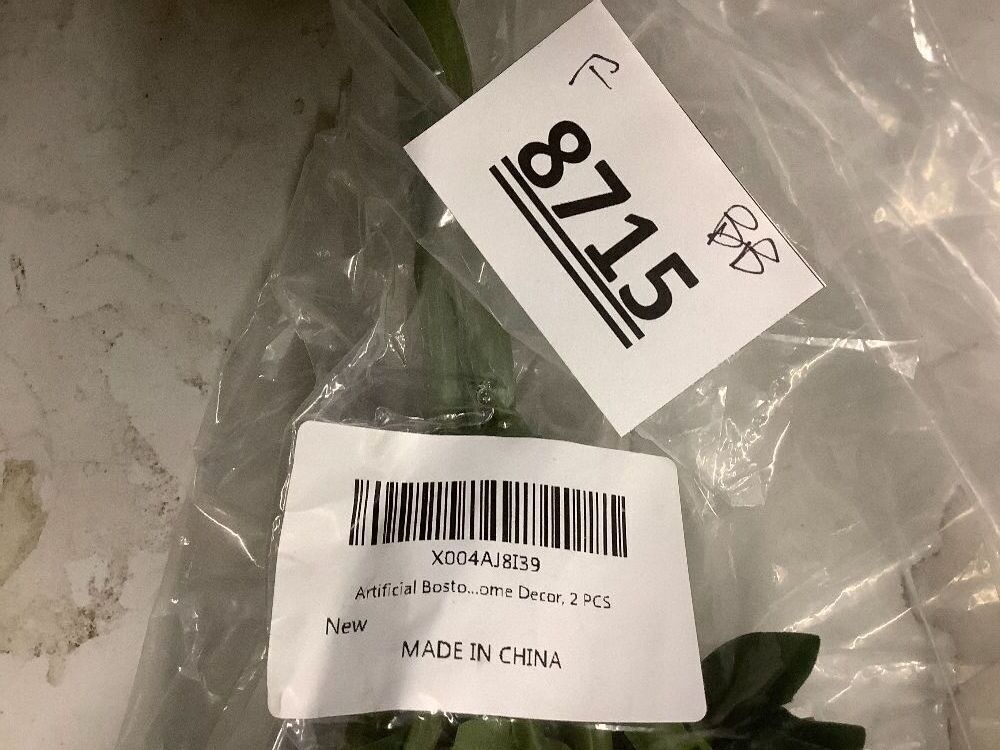 8715
X004AJ8I39
Artificial Bosto...ome Decor, 2 PCS
New
MADE IN CHINA